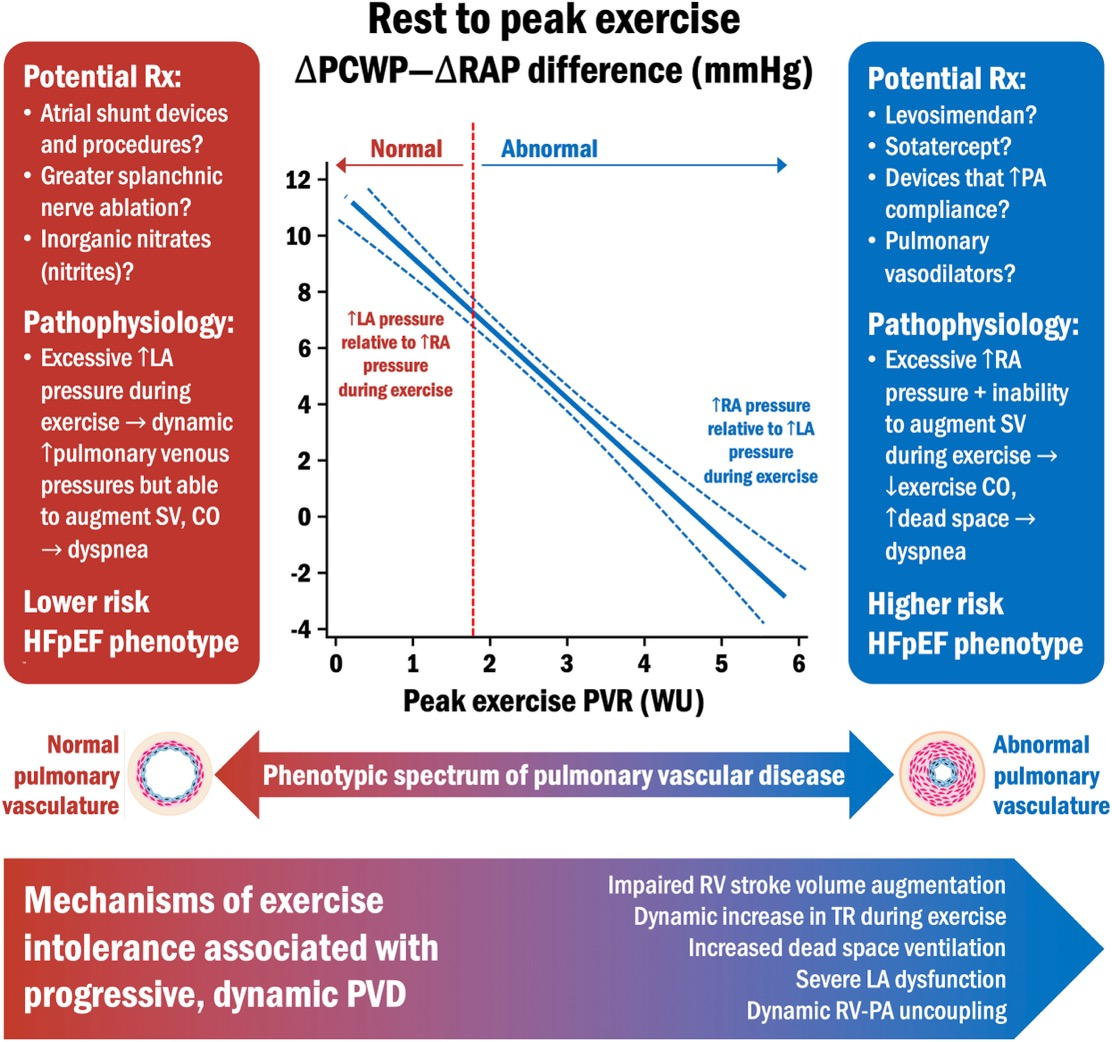 Rest to peak exercise
ΔPCWP—ΔRAP difference (mmHg)
Potential Rx:
• Atrial shunt devices
and procedures?
• Greater splanchnic
nerve ablation?
• Inorganic nitrates
(nitrites)?
Pathophysiology:
• Excessive ↑LA
pressure during
exercise → dynamic
↑pulmonary venous
pressures but able
to augment SV, CO
→ dyspnea
Lower risk
HFpEF phenotype
Normal
Abnormal
12
10
8
6
4
2
0
-2
-4
↑LA pressure
relative to ↑RA
pressure
during exercise
↑RA pressure
relative to ↑LA
pressure
during exercise
0 1 2 3 4 5 6
Peak exercise PVR (WU)
Potential Rx:
• Levosimendan?
• Sotatercept?
• Devices that ↑PA
compliance?
• Pulmonary
vasodilators?
Pathophysiology:
• Excessive ↑RA
pressure + inability
to augment SV
during exercise →
↓exercise CO,
↑dead space →
dyspnea
Higher risk
HFpEF phenotype
Normal
pulmonary
vasculature
Phenotypic spectrum of pulmonary vascular disease
Abnormal
pulmonary
vasculature
Mechanisms of exercise
intolerance associated with
progressive, dynamic PVD
Impaired RV stroke volume augmentation
Dynamic increase in TR during exercise
Increased dead space ventilation
Severe LA dysfunction
Dynamic RV-PA uncoupling